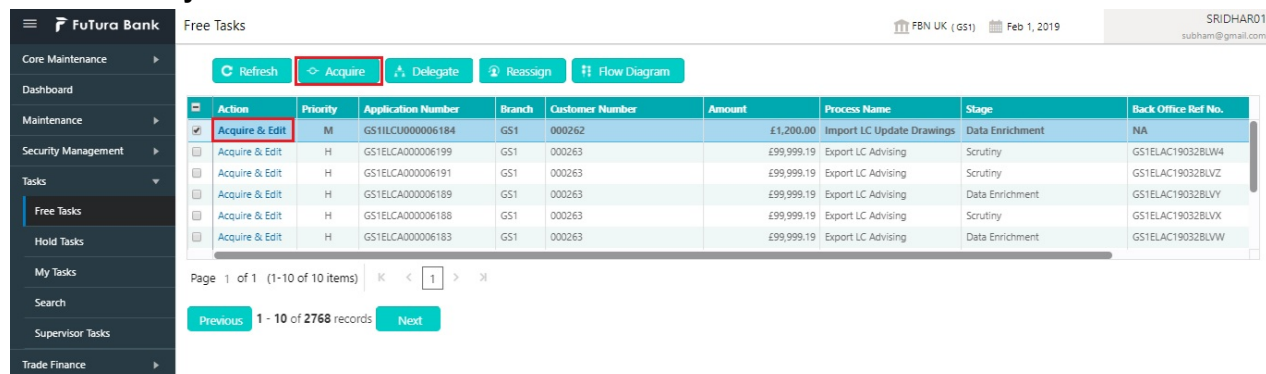 FuTura Bank
Free Tasks
FBN UK (GS1) Feb 1, 2019
SRIDHAR01
subham@gmail.com
Core Maintenance
Dashboard
Maintenance
Security Management
Tasks
Free Tasks
Hold Tasks
My Tasks
Search
Supervisor Tasks
Trade Finance
Refresh Acquire Delegate Reassign Flow Diagram
Action Priority Application Number Branch Customer Number Amount Process Name Stage Back Office Ref No.
Acquire & Edit M GS1ILCU000006184 GS1 000262 £1,200.00 Import LC Update Drawings Data Enrichment NA
Acquire & Edit H GS1ELCA000006199 GS1 000263 £99,999.19 Export LC Advising Scrutiny GS1ELAC19032BLW4
Acquire & Edit H GS1ELCA000006191 GS1 000263 £99,999.19 Export LC Advising Scrutiny GS1ELAC19032BLVZ
Acquire & Edit H GS1ELCA000006189 GS1 000263 £99,999.19 Export LC Advising Data Enrichment GS1ELAC19032BLVY
Acquire & Edit H GS1ELCA000006188 GS1 000263 £99,999.19 Export LC Advising Scrutiny GS1ELAC19032BLVX
Acquire & Edit H GS1ELCA000006183 GS1 000263 £99,999.19 Export LC Advising Data Enrichment GS1ELAC19032BLVW
Page 1 of 1 (1-10 of 10 items) 1
Previous 1 - 10 of 2768 records Next